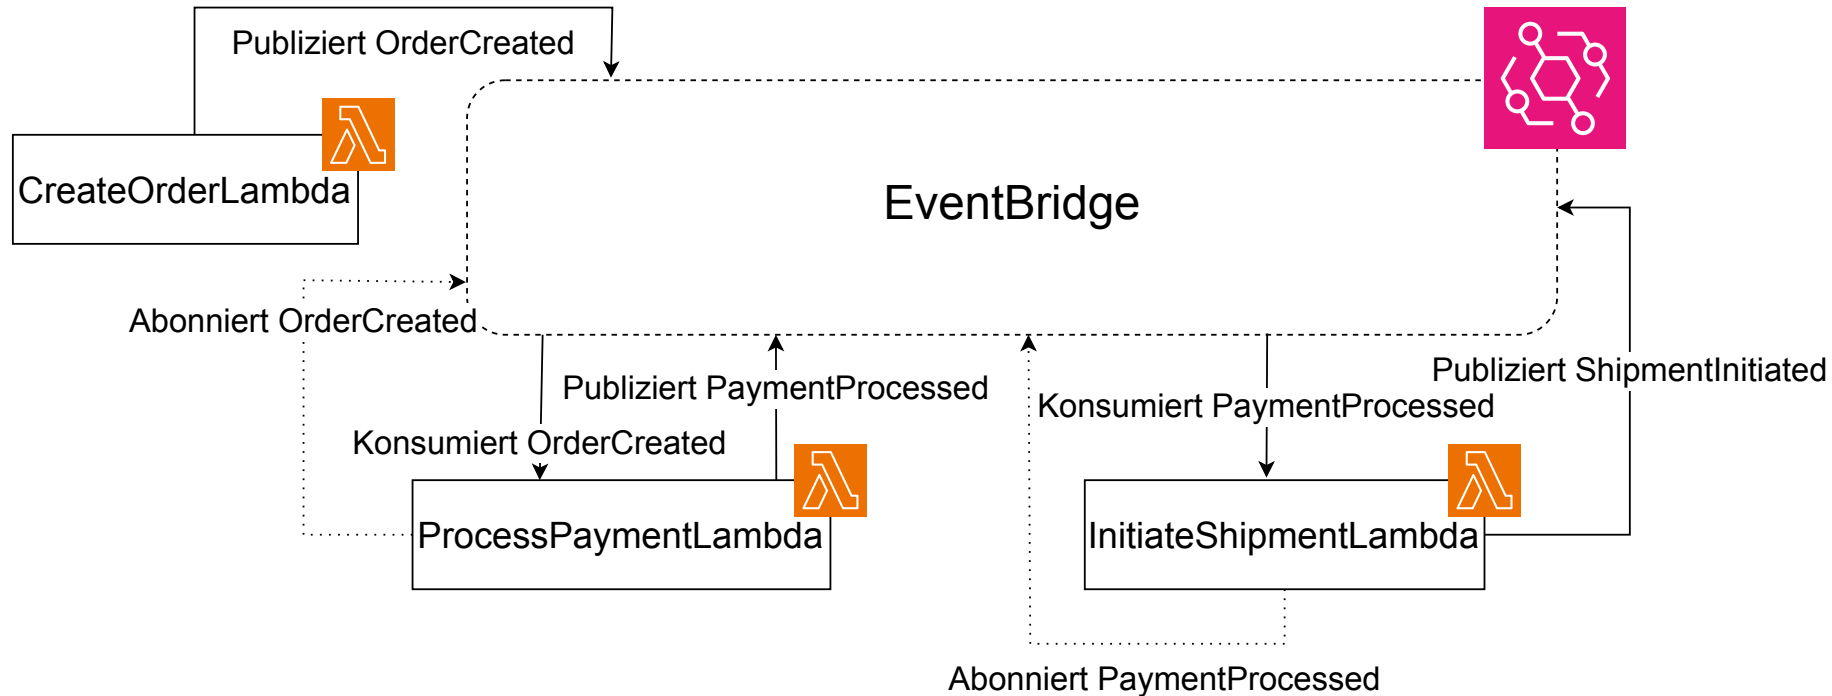 Publiziert OrderCreated
CreateOrderLambda
EventBridge
Abonniert OrderCreated
Publiziert PaymentProcessed
Konsumiert OrderCreated
Publiziert ShipmentInitiated
Konsumiert PaymentProcessed
ProcessPaymentLambda
InitiateShipmentLambda
Abonniert PaymentProcessed